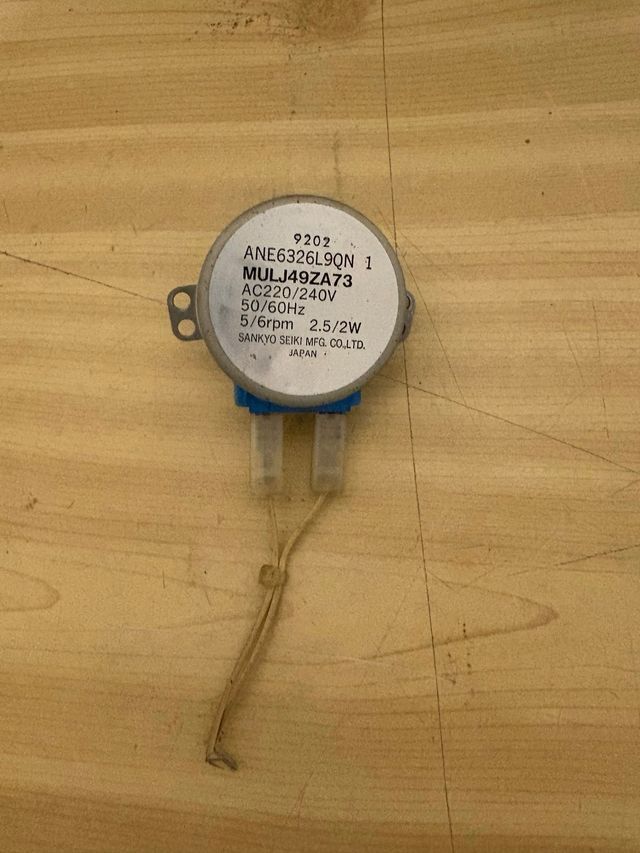 9202
ANE6326L9QN 1
MULJ49ZA73
AC220/240V
50/60Hz
5/6rpm 2.5/2W
SANKYO SEIKI MFG. CO.,LTD.
JAPAN